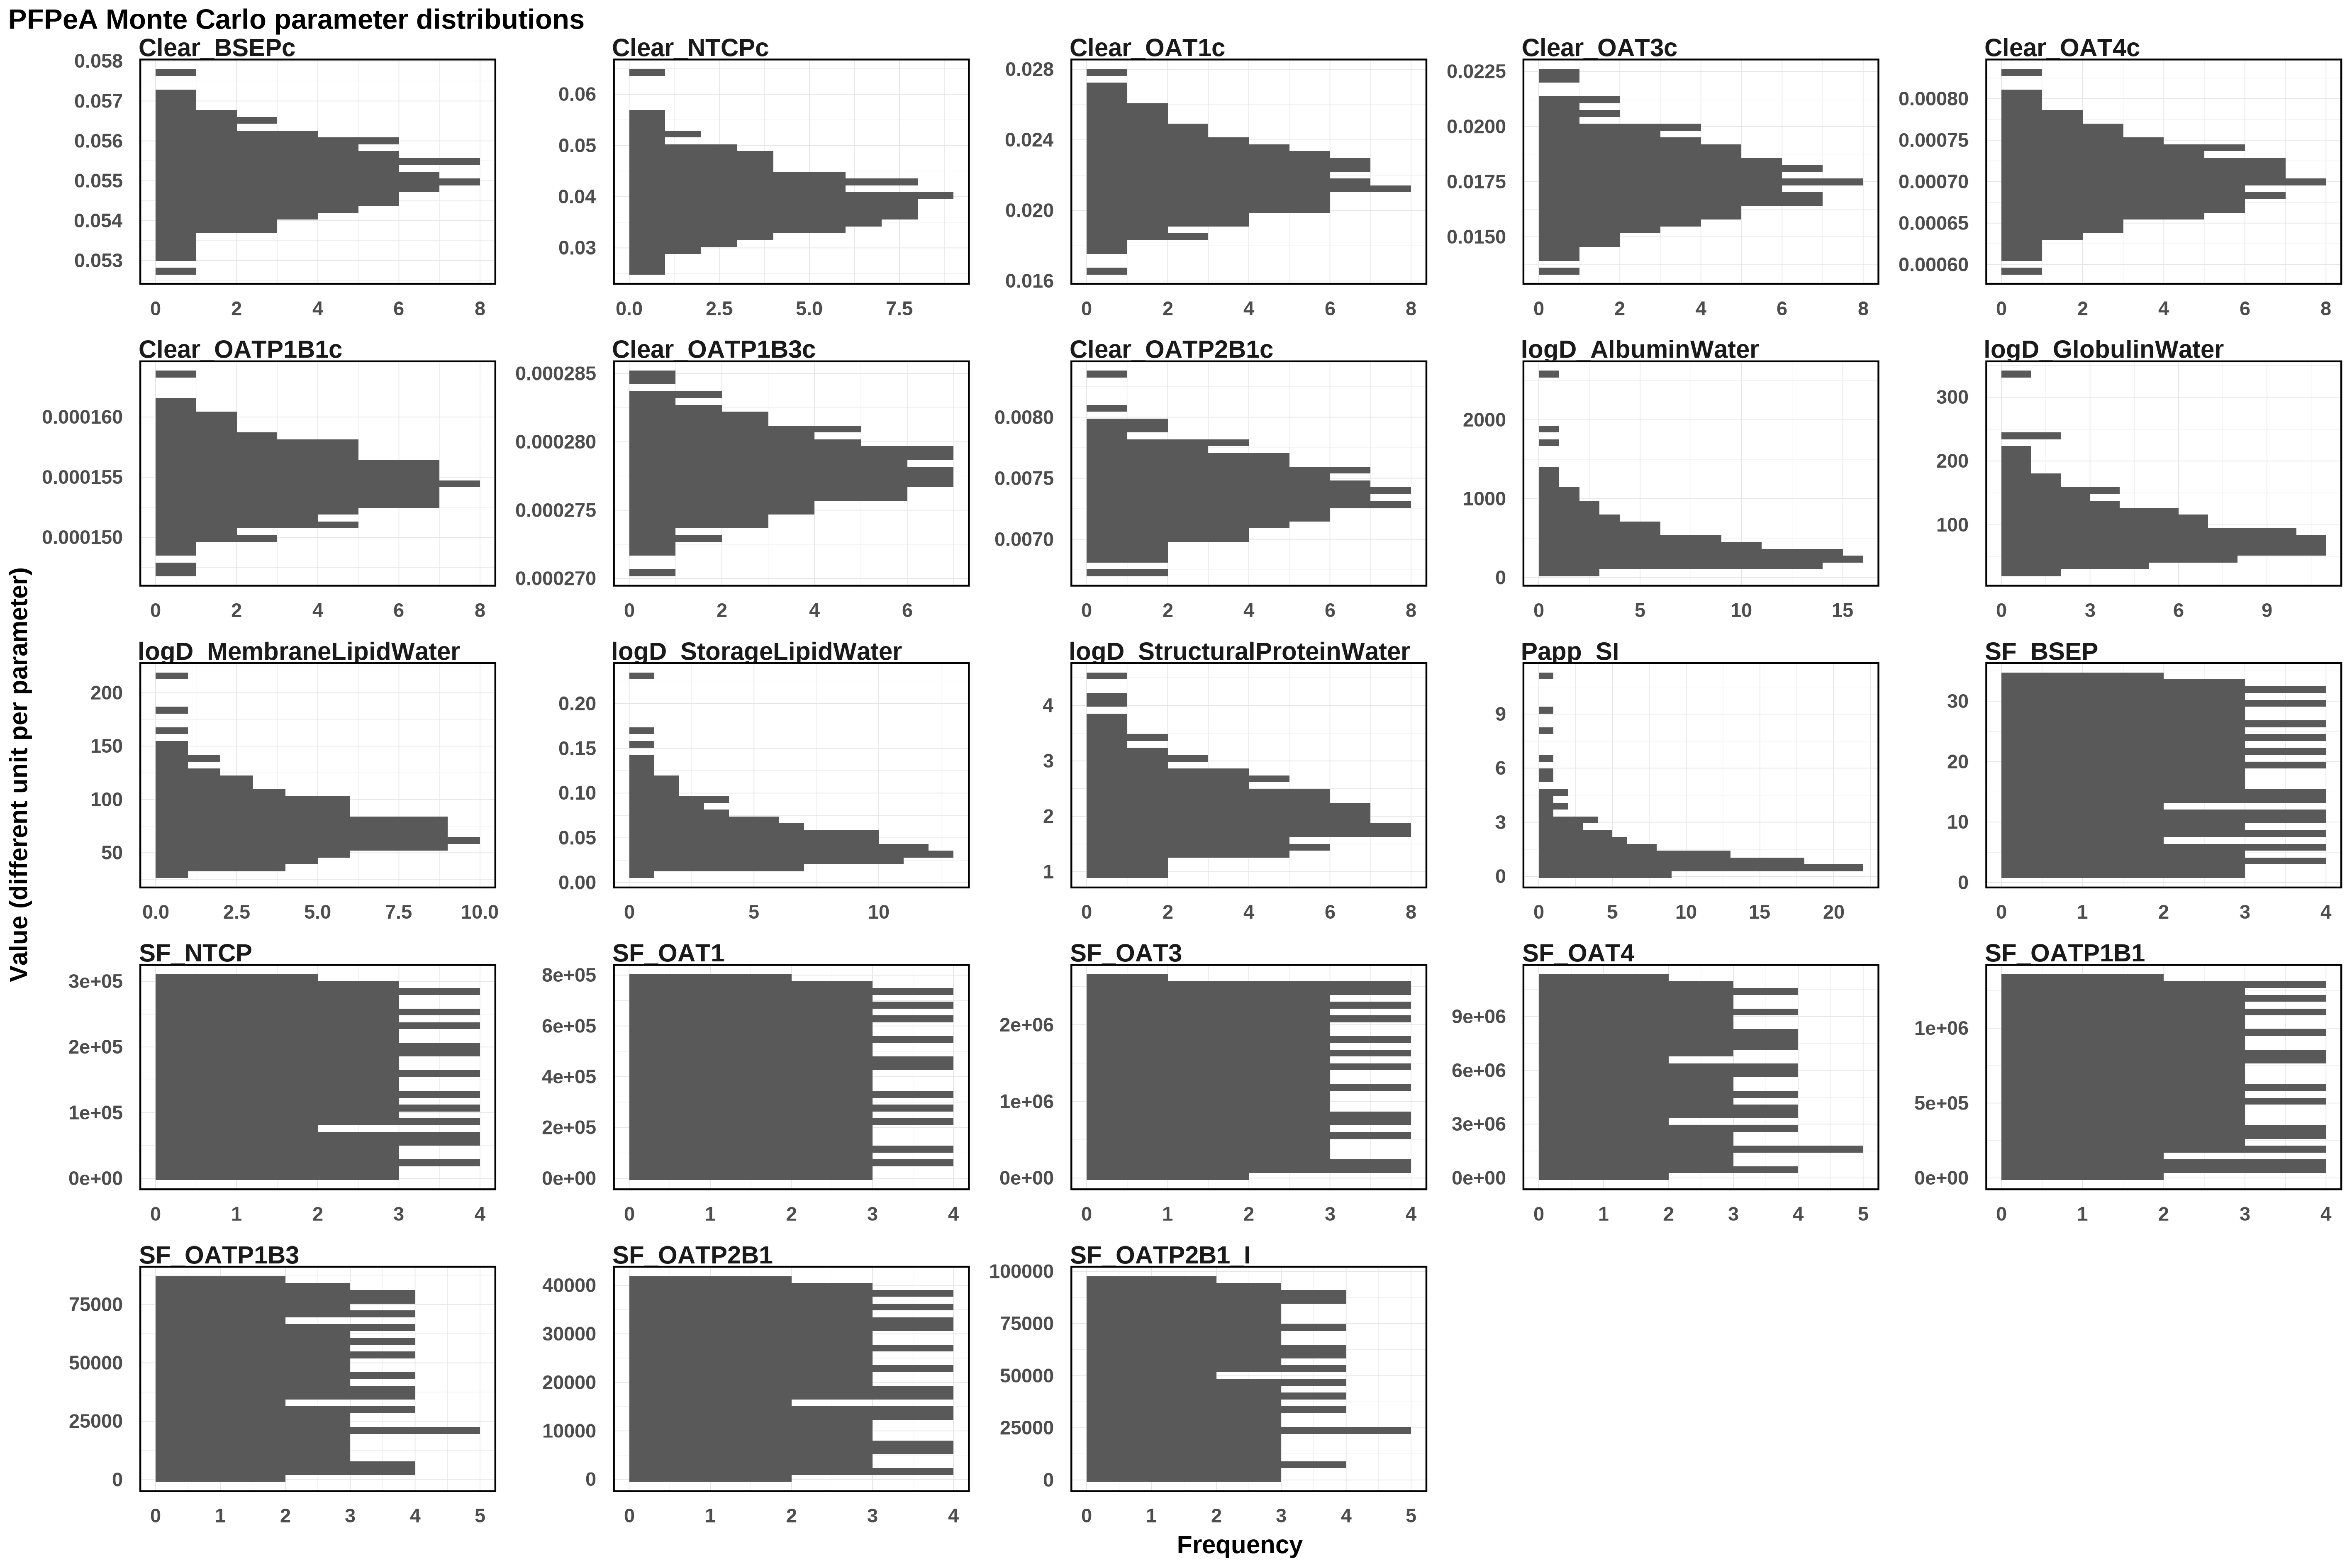 PFPeA Monte Carlo parameter distributions
Value (different unit per parameter)
Clear_BSEPc Clear_NTCPc Clear_OAT1c Clear_OAT3c Clear_OAT4c
0.058 0.057 0.056 0.055 0.054 0.053
0 2 4 6 8
0.06 0.05 0.04 0.03
0.0 2.5 5.0 7.5
0.028 0.024 0.020 0.016
0 2 4 6 8
0.0225 0.0200 0.0175 0.0150
0 2 4 6 8
0.00080 0.00075 0.00070 0.00065 0.00060
0 2 4 6 8
Clear_OATP1B1c Clear_OATP1B3c Clear_OATP2B1c logD_AlbuminWater logD_GlobulinWater
0.000160 0.000155 0.000150
0 2 4 6 8
0.000285 0.000280 0.000275 0.000270
0 2 4 6
0.0080 0.0075 0.0070
0 2 4 6 8
2000 1000 0
0 5 10 15
300 200 100
0 3 6 9
logD_MembraneLipidWater logD_StorageLipidWater logD_StructuralProteinWater Papp_SI SF_BSEP
200 150 100 50
0.0 2.5 5.0 7.5 10.0
0.20 0.15 0.10 0.05 0.00
0 5 10
4 3 2 1
0 2 4 6 8
9 6 3 0
0 5 10 15 20
30 20 10 0
0 1 2 3 4
SF_NTCP SF_OAT1 SF_OAT3 SF_OAT4 SF_OATP1B1
3e+05 2e+05 1e+05 0e+00
0 1 2 3 4
8e+05 6e+05 4e+05 2e+05 0e+00
0 1 2 3 4
2e+06 1e+06 0e+00
0 1 2 3 4
9e+06 6e+06 3e+06 0e+00
0 1 2 3 4 5
1e+06 5e+05 0e+00
0 1 2 3 4
SF_OATP1B3 SF_OATP2B1 SF_OATP2B1_I
75000 50000 25000 0
0 1 2 3 4 5
40000 30000 20000 10000 0
0 1 2 3 4
100000 75000 50000 25000 0
0 1 2 3 4 5
Frequency